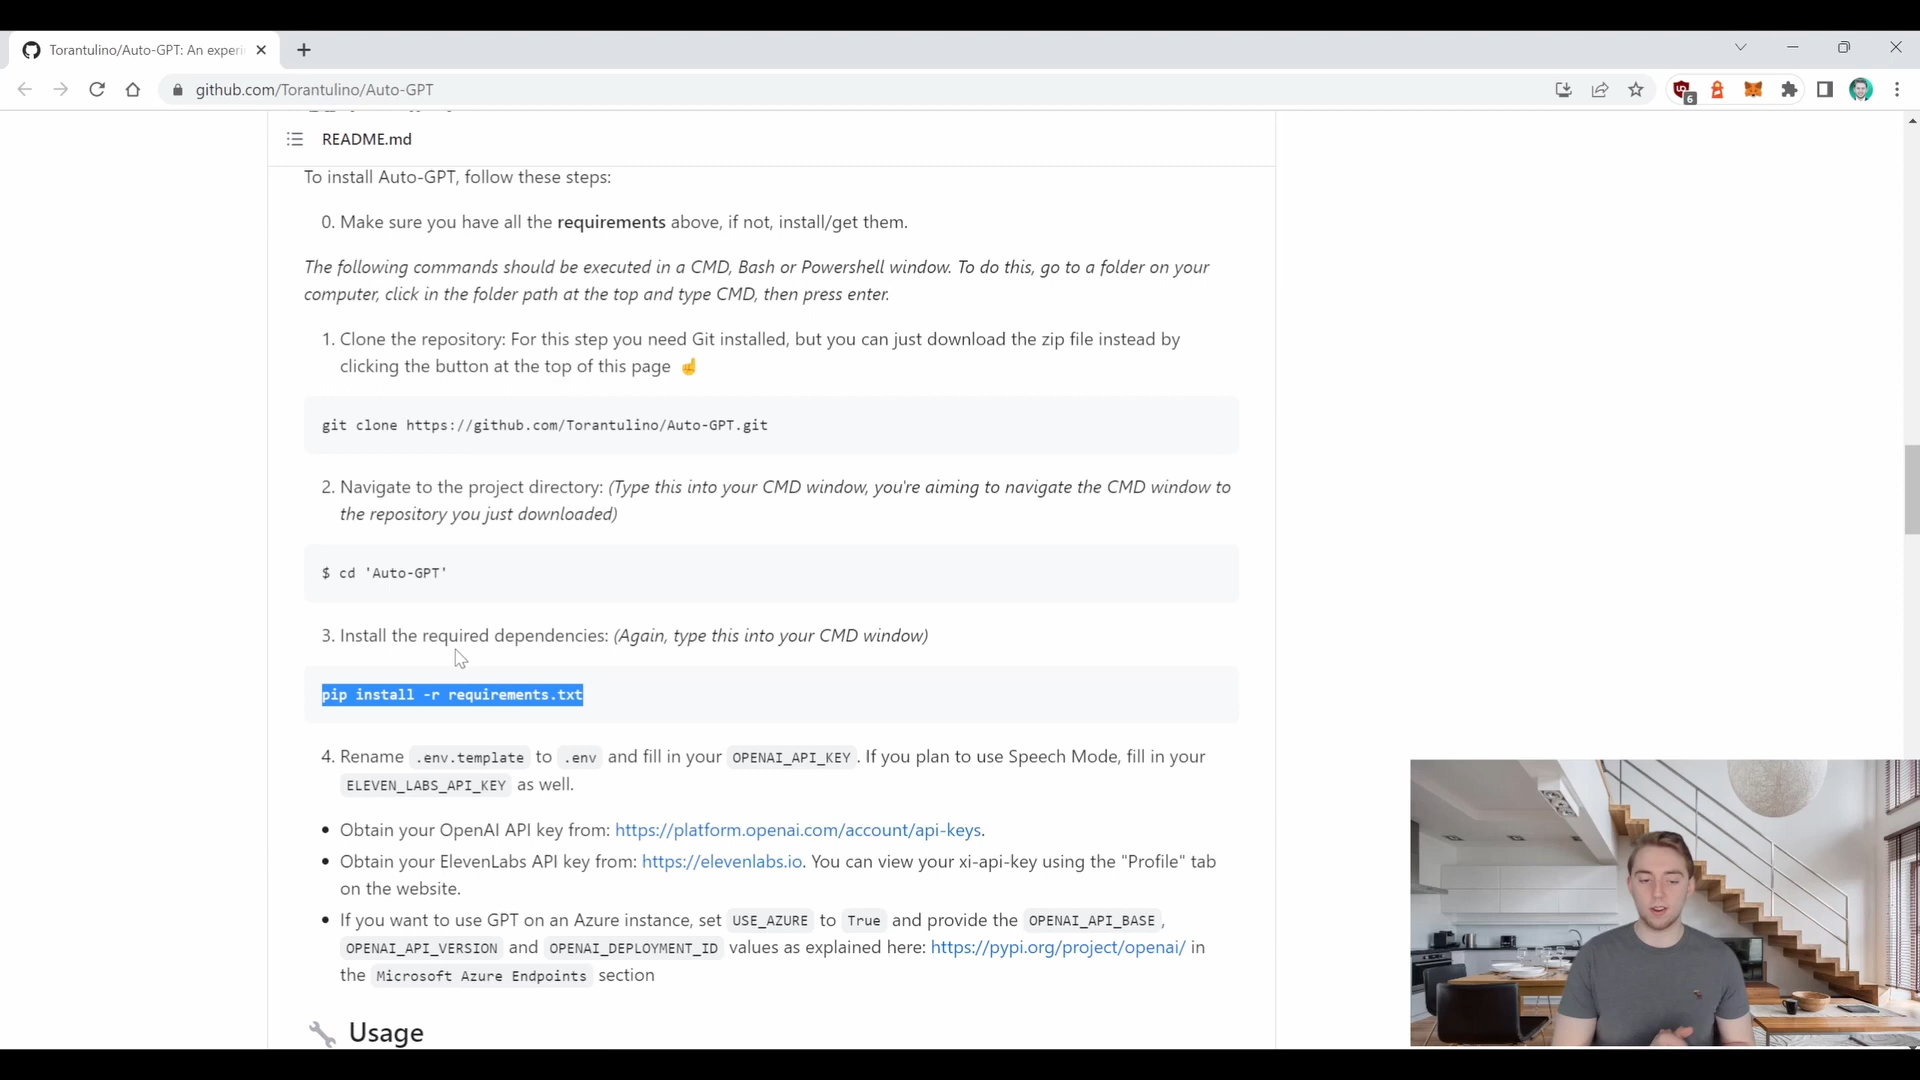 Torantulino/Auto-GPT: An experi
github.com/Torantulino/Auto-GPT
6
README.md
To install Auto-GPT, follow these steps:
0. Make sure you have all the requirements above, if not, install/get them.
The following commands should be executed in a CMD, Bash or Powershell window. To do this, go to a folder on your
computer, click in the folder path at the top and type CMD, then press enter.
1. Clone the repository: For this step you need Git installed, but you can just download the zip file instead by
clicking the button at the top of this page ☝️
git clone https://github.com/Torantulino/Auto-GPT.git
2. Navigate to the project directory: (Type this into your CMD window, you're aiming to navigate the CMD window to
the repository you just downloaded)
$ cd 'Auto-GPT'
3. Install the required dependencies: (Again, type this into your CMD window)
pip install -r requirements.txt
4. Rename .env.template to .env and fill in your OPENAI_API_KEY . If you plan to use Speech Mode, fill in your
ELEVEN_LABS_API_KEY as well.
• Obtain your OpenAI API key from: https://platform.openai.com/account/api-keys.
• Obtain your ElevenLabs API key from: https://elevenlabs.io. You can view your xi-api-key using the "Profile" tab
on the website.
• If you want to use GPT on an Azure instance, set USE_AZURE to True and provide the OPENAI_API_BASE ,
OPENAI_API_VERSION and OPENAI_DEPLOYMENT_ID values as explained here: https://pypi.org/project/openai/ in
the Microsoft Azure Endpoints section
🔧 Usage